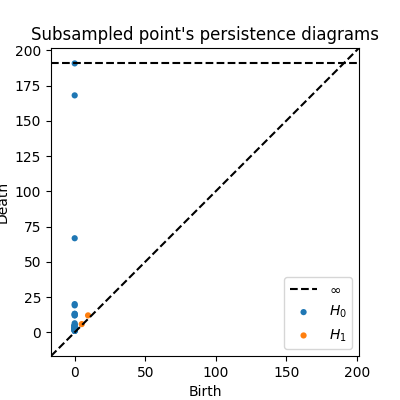 Subsampled point's persistence diagrams
200
175
150
125
100
75
50
25
0
Death
0 50 100 150 200
Birth
∞
H₀
H₁